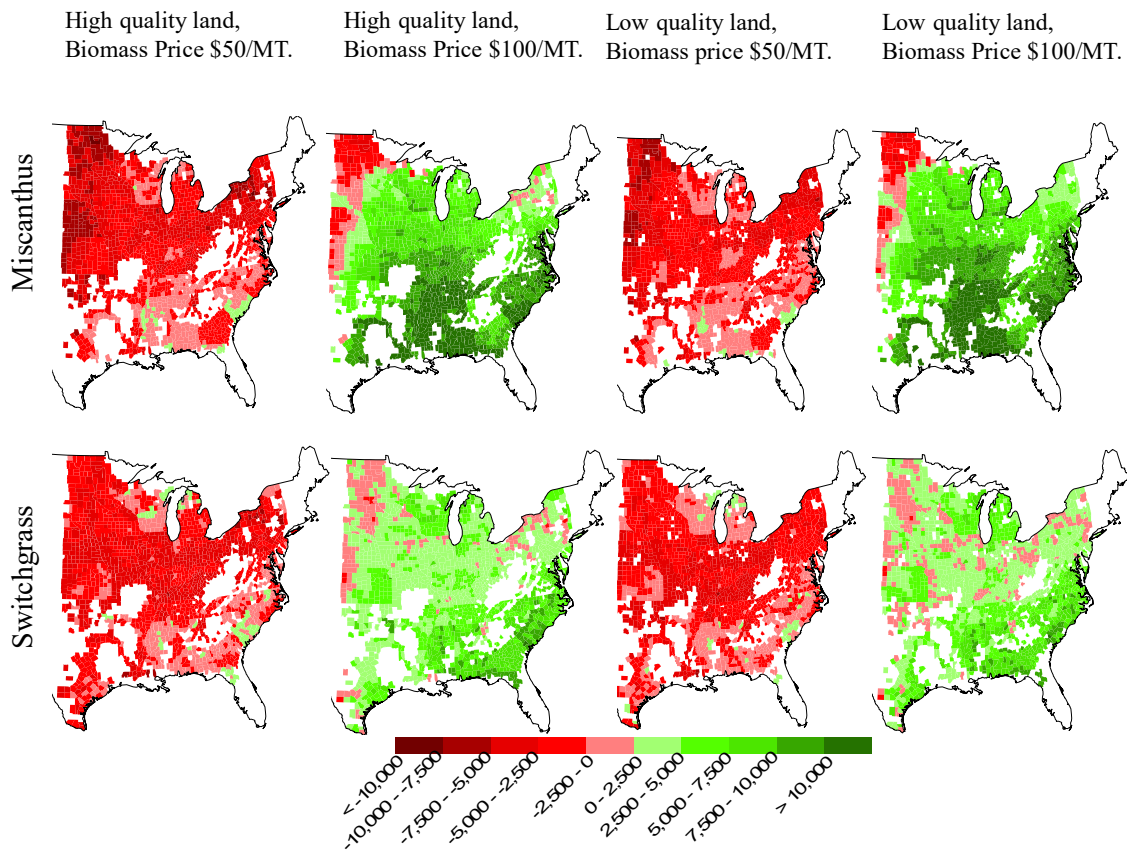 High quality land,
Biomass Price $50/MT.
High quality land,
Biomass Price $100/MT.
Low quality land,
Biomass price $50/MT.
Low quality land,
Biomass Price $100/MT.
Miscanthus
Switchgrass
< -10,000
-10,000 - -7,500
-7,500 - -5,000
-5,000 - -2,500
-2,500 - 0
0 - 2,500
2,500 - 5,000
5,000 - 7,500
7,500 - 10,000
> 10,000